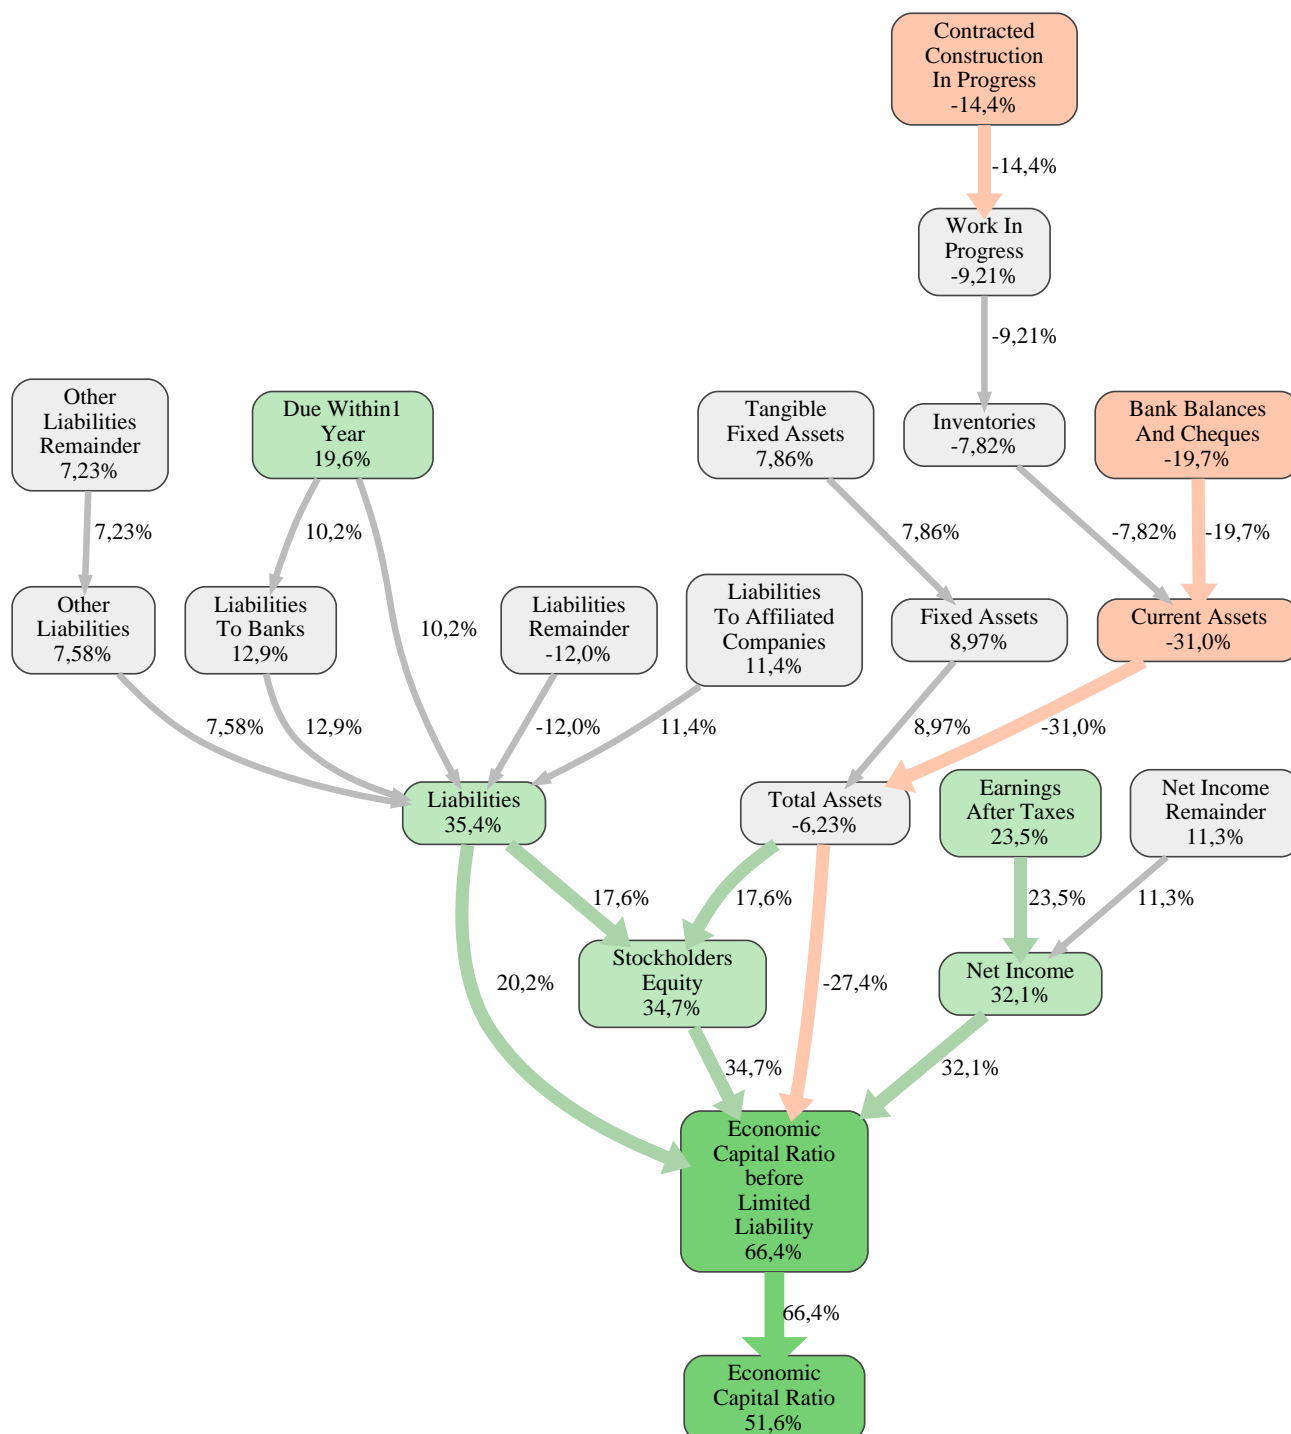 Contracted
Construction
In Progress
-14,4%
-14,4%
Work In
Progress
-9,21%
-9,21%
Other
Liabilities
Remainder
7,23%
Due Within1
Year
19,6%
Tangible
Fixed Assets
7,86%
Inventories
-7,82%
Bank Balances
And Cheques
-19,7%
7,23%
10,2%
7,86%
-7,82%
-19,7%
Other
Liabilities
7,58%
Liabilities
To Banks
12,9%
10,2%
Liabilities
Remainder
-12,0%
Liabilities
To Affiliated
Companies
11,4%
Fixed Assets
8,97%
Current Assets
-31,0%
7,58%
12,9%
-12,0%
11,4%
8,97%
-31,0%
Liabilities
35,4%
Total Assets
-6,23%
Earnings
After Taxes
23,5%
Net Income
Remainder
11,3%
17,6%
17,6%
23,5%
11,3%
20,2%
Stockholders
Equity
34,7%
-27,4%
Net Income
32,1%
34,7%
32,1%
Economic
Capital Ratio
before
Limited
Liability
66,4%
66,4%
Economic
Capital Ratio
51,6%